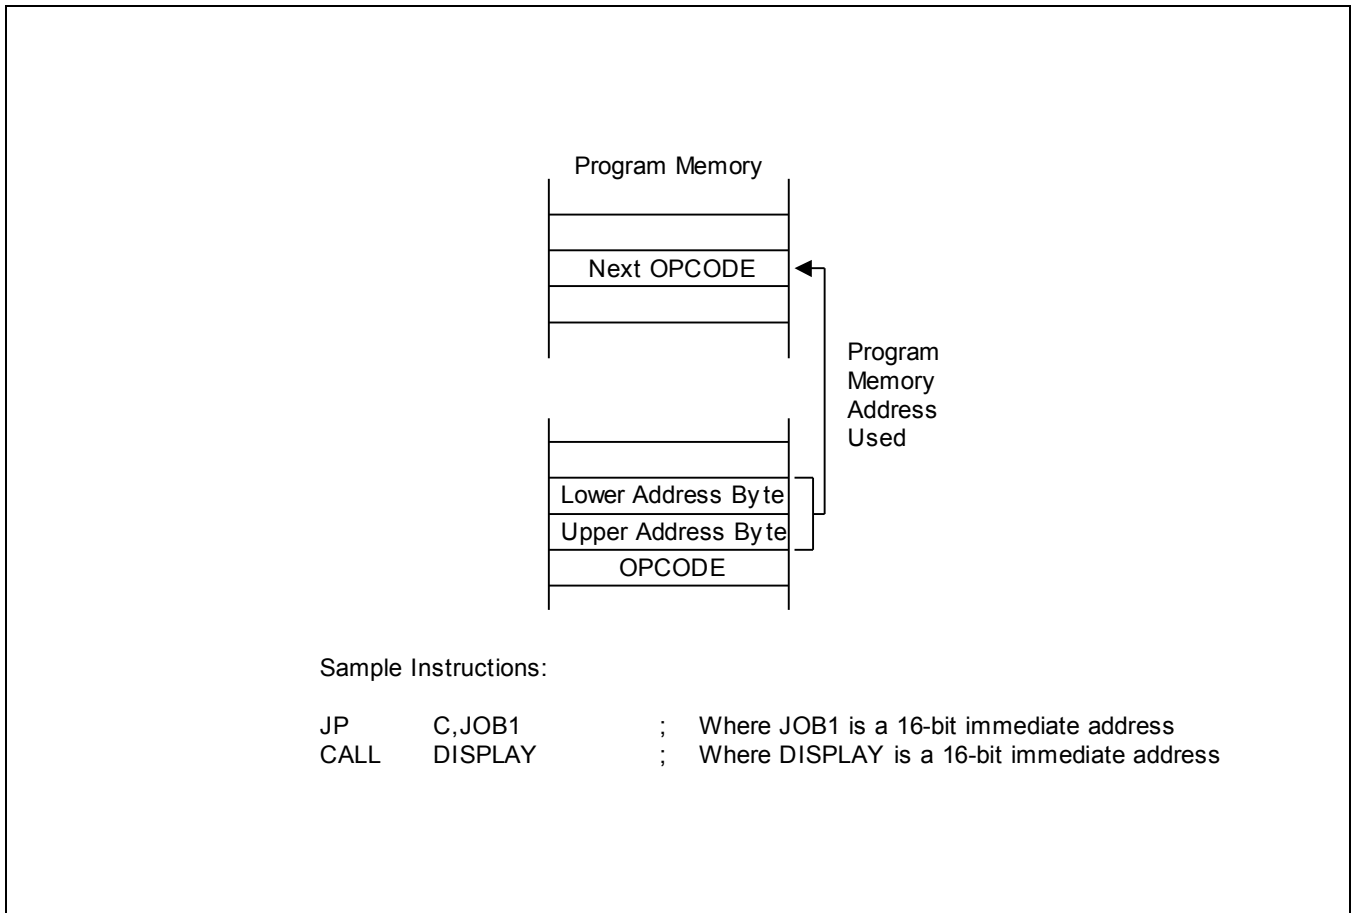 Program Memory
Next OPCODE
Program
Memory
Address
Used
Lower Address Byte
Upper Address Byte
OPCODE
Sample Instructions:
JP C,JOB1 ; Where JOB1 is a 16-bit immediate address
CALL DISPLAY ; Where DISPLAY is a 16-bit immediate address